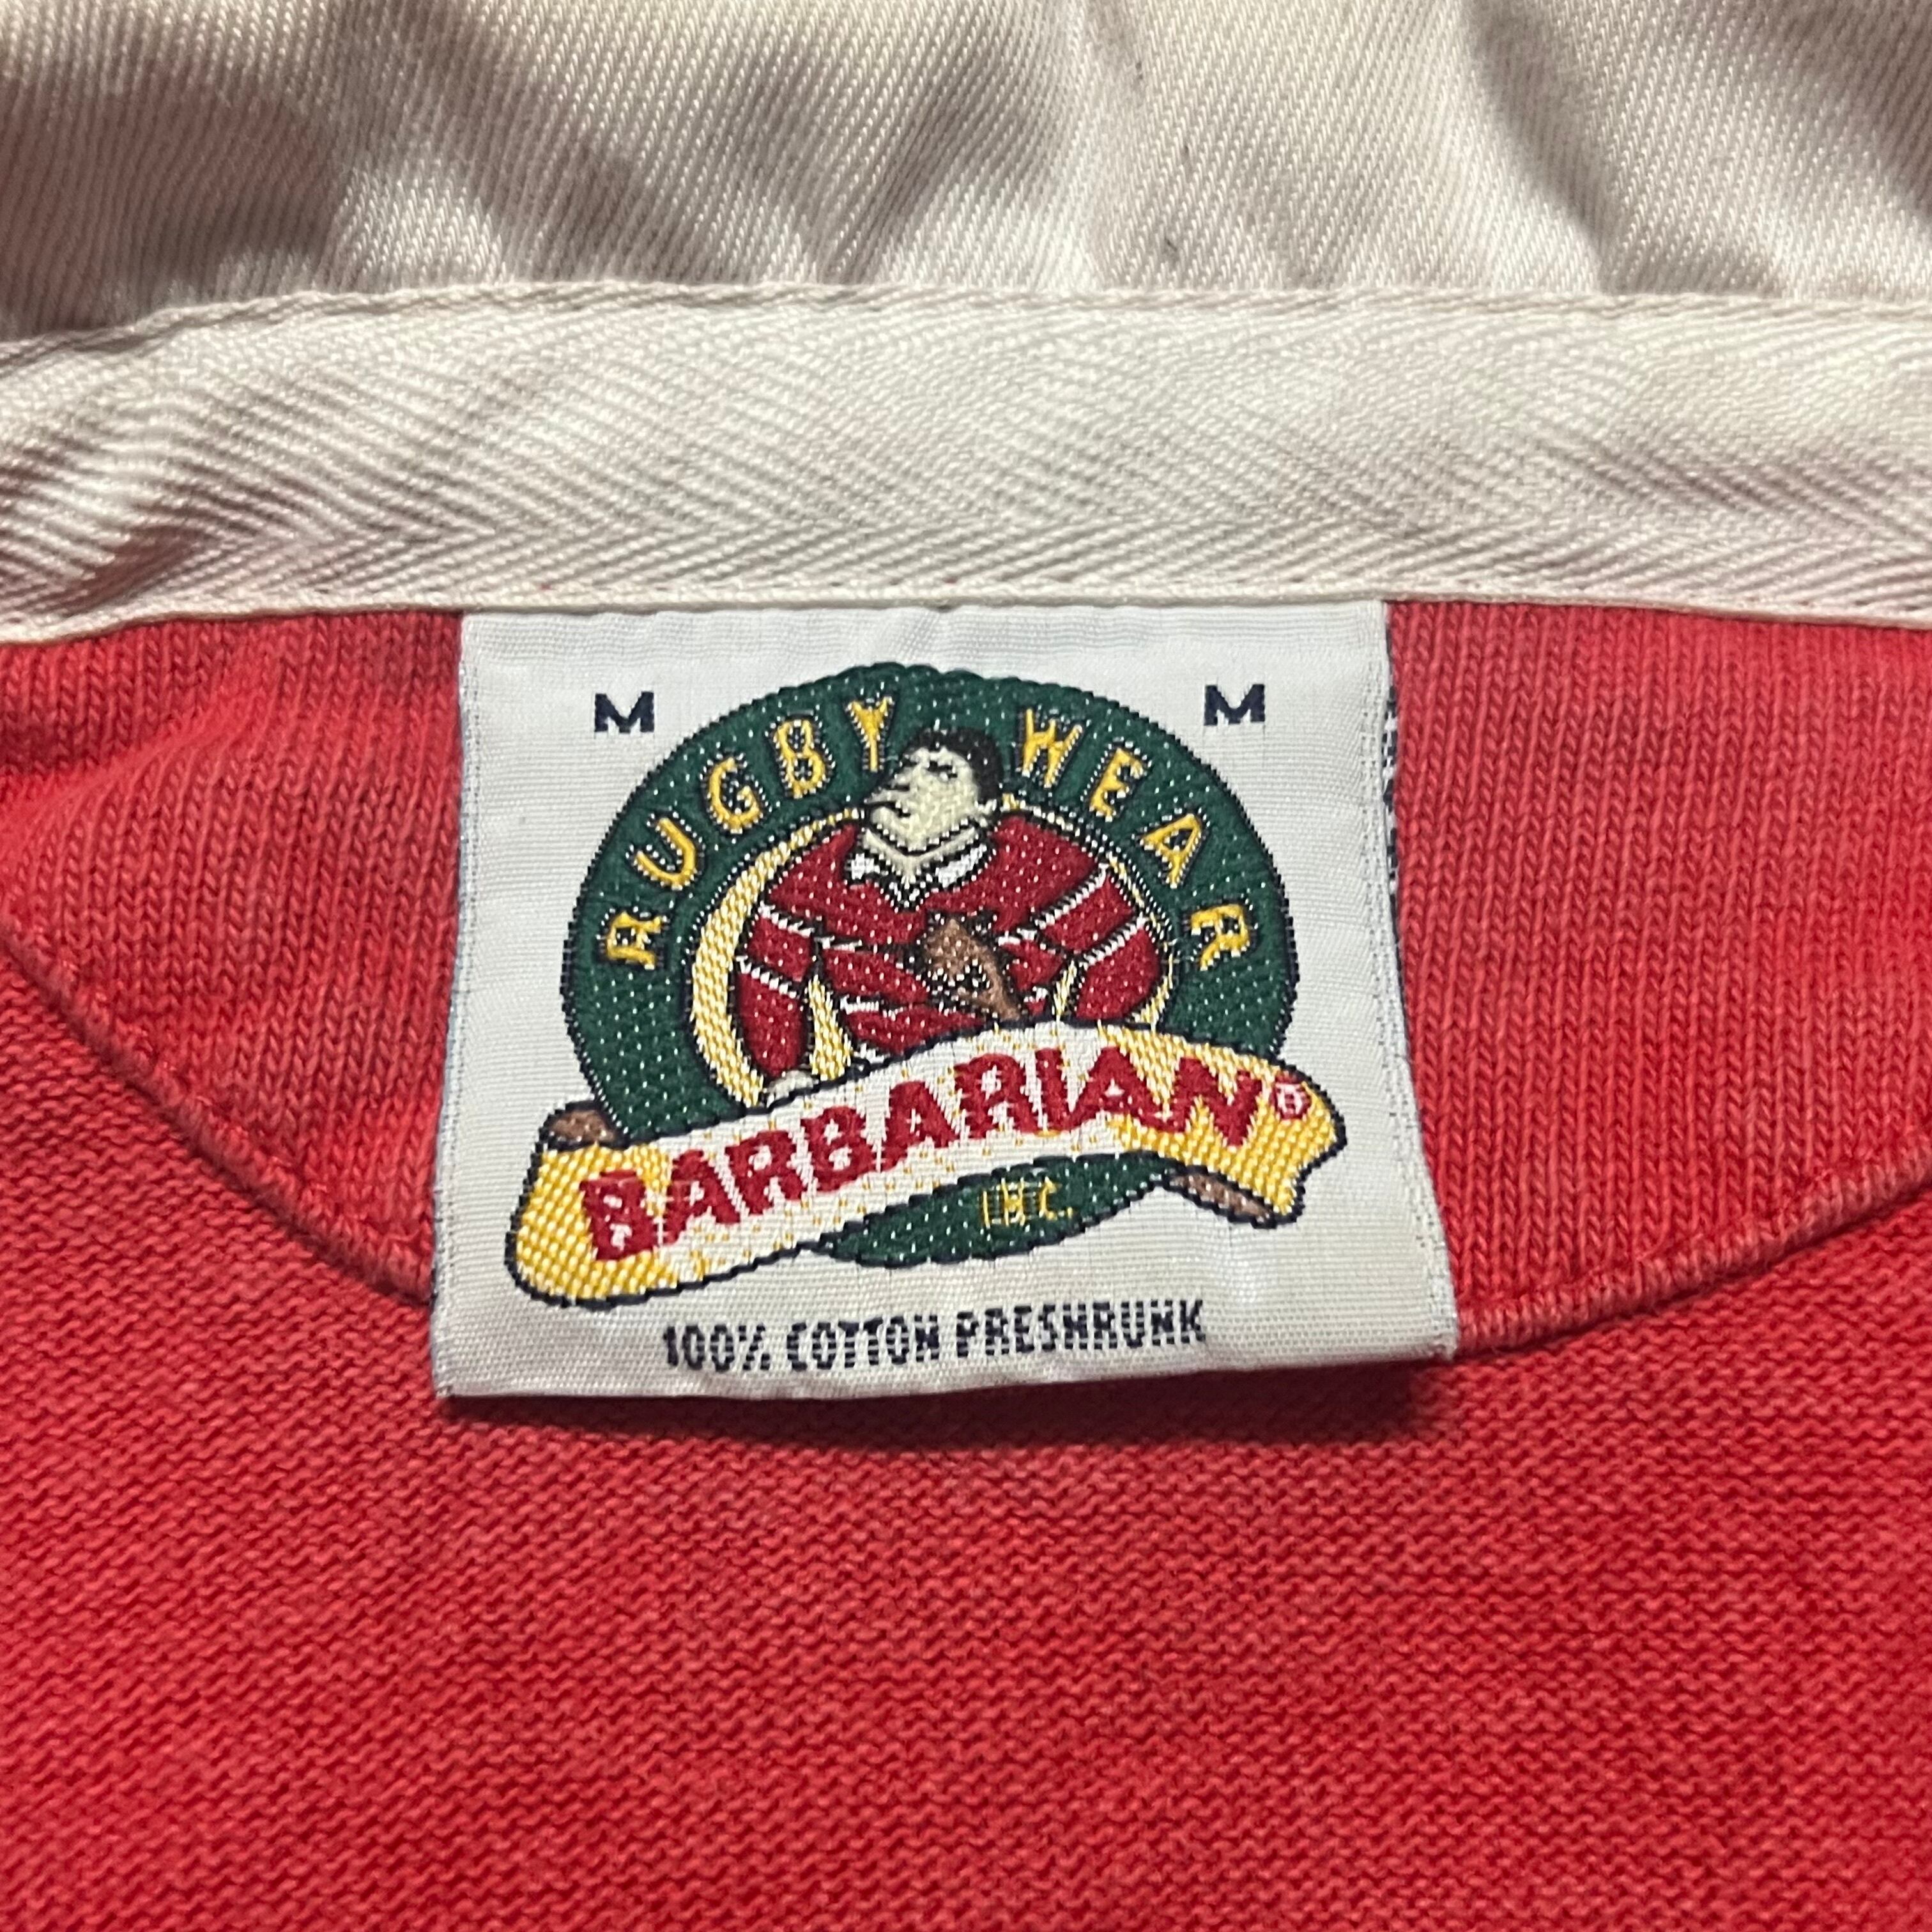 M M
RUGBY WEAR
BARBARIAN®
INC.
100% COTTON PRESHRUNK